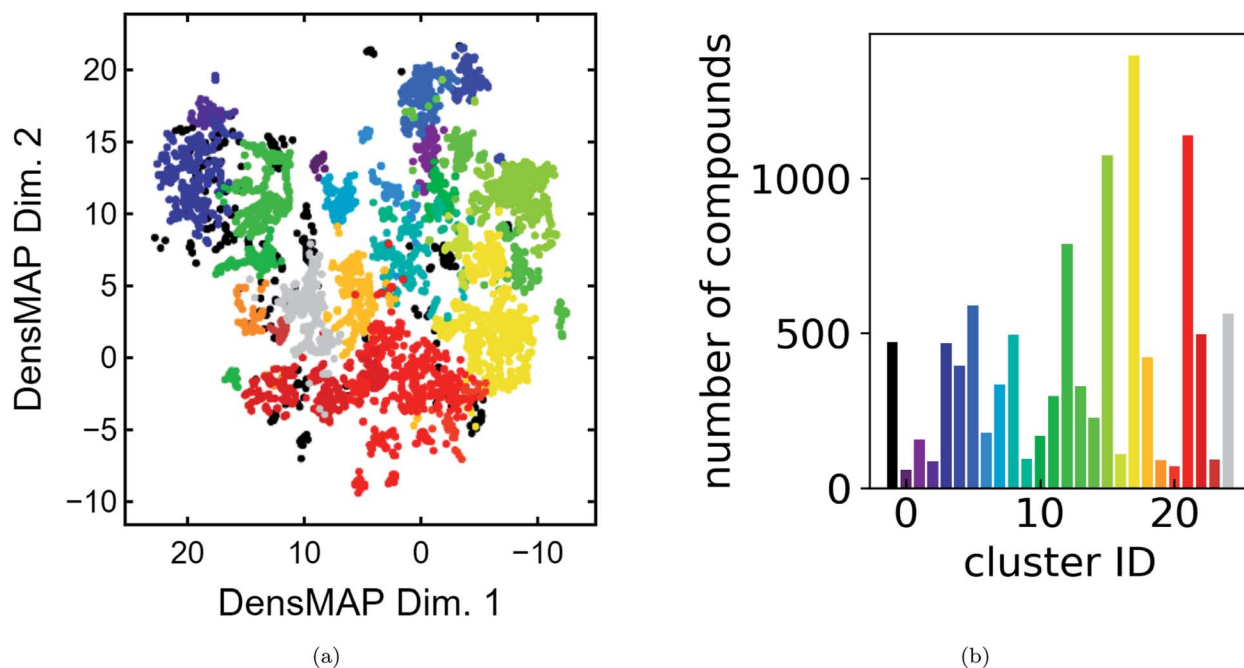 20
15
10
5
0
−5
−10
DensMAP Dim. 2
20 10 0 −10
DensMAP Dim. 1
(a)
1000
500
0
number of compounds
0 10 20
cluster ID
(b)